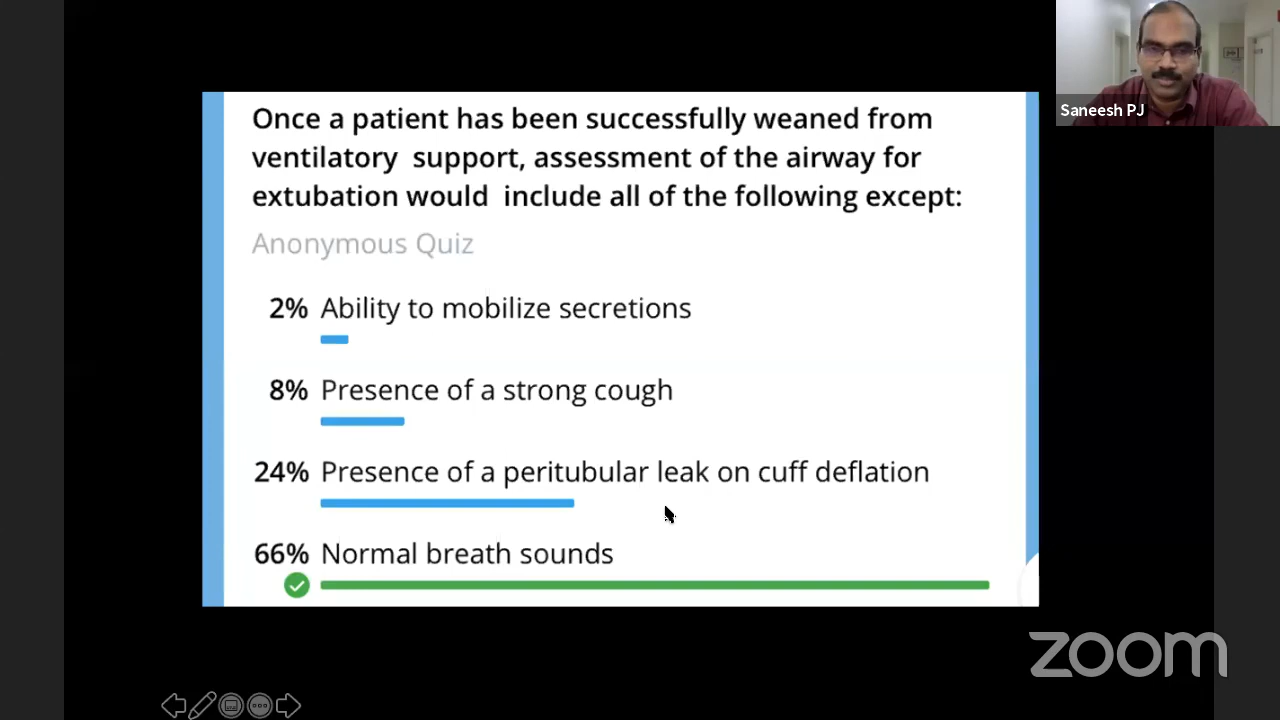 Saneesh PJ
Once a patient has been successfully weaned from
ventilatory support, assessment of the airway for
extubation would include all of the following except:
Anonymous Quiz
2% Ability to mobilize secretions
8% Presence of a strong cough
24% Presence of a peritubular leak on cuff deflation
66% Normal breath sounds
zoom